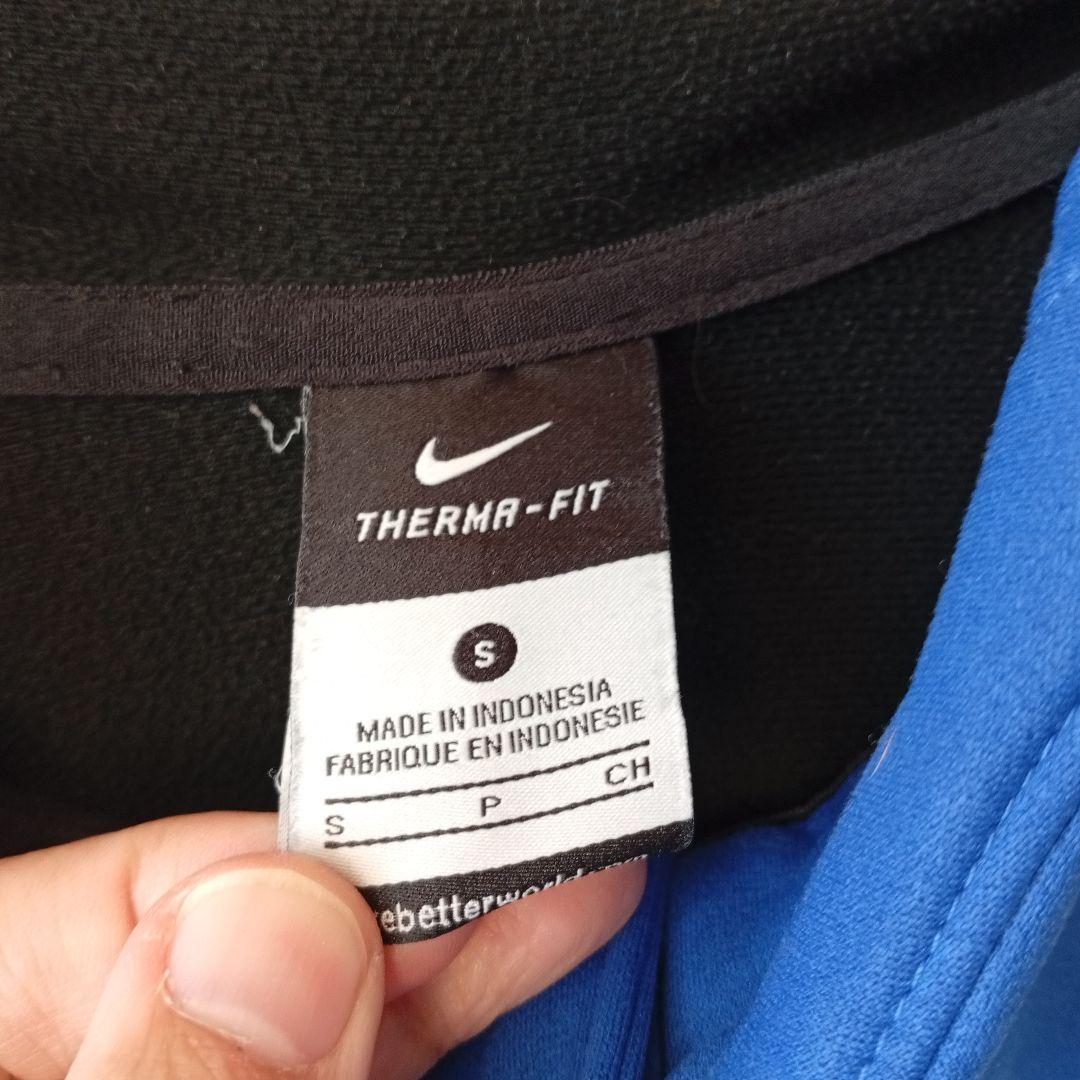 THERMA-FIT
S
MADE IN INDONESIA
FABRIQUE EN INDONESIE
S P CH